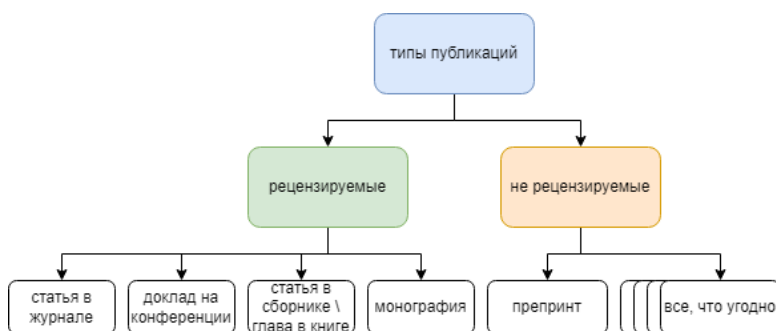 типы публикаций
рецензируемые
не рецензируемые
статья в
журнале
доклад на
конференции
статья в
сборнике \
глава в книге
монография
препринт
все, что угодно